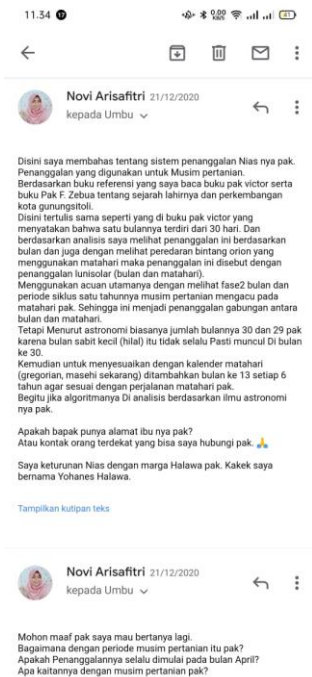 11.34
0.00
KB/S
41
Novi Arisafitri 21/12/2020
kepada Umbu
Disini saya membahas tentang sistem penanggalan Nias nya pak.
Penanggalan yang digunakan untuk Musim pertanian.
Berdasarkan buku referensi yang saya baca buku pak victor serta
buku Pak F. Zebua tentang sejarah lahirnya dan perkembangan
kota gunungsitoli.
Disini tertulis sama seperti yang di buku pak victor yang
menyatakan bahwa satu bulannya terdiri dari 30 hari. Dan
berdasarkan analisis saya melihat penanggalan ini berdasarkan
bulan dan juga dengan melihat peredaran bintang orion yang
menggunakan matahari maka penanggalan ini disebut dengan
penanggalan lunisolar (bulan dan matahari).
Menggunakan acuan utamanya dengan melihat fase2 bulan dan
periode siklus satu tahunnya musim pertanian mengacu pada
matahari pak. Sehingga ini menjadi penanggalan gabungan antara
bulan dan matahari.
Tetapi Menurut astronomi biasanya jumlah bulannya 30 dan 29 pak
karena bulan sabit kecil (hilal) itu tidak selalu Pasti muncul Di bulan
ke 30.
Kemudian untuk menyesuaikan dengan kalender matahari
(gregorian, masehi sekarang) ditambahkan bulan ke 13 setiap 6
tahun agar sesuai dengan perjalanan matahari pak.
Begitu jika algoritmanya Di analisis berdasarkan ilmu astronomi
nya pak.
Apakah bapak punya alamat ibu nya pak?
Atau kontak orang terdekat yang bisa saya hubungi pak. 🙏
Saya keturunan Nias dengan marga Halawa pak. Kakek saya
bernama Yohanes Halawa.
Tampilkan kutipan teks
Novi Arisafitri 21/12/2020
kepada Umbu
Mohon maaf pak saya mau bertanya lagi.
Bagaimana dengan periode musim pertanian itu pak?
Apakah Penanggalannya selalu dimulai pada bulan April?
Apa kaitannya dengan musim pertanian pak?